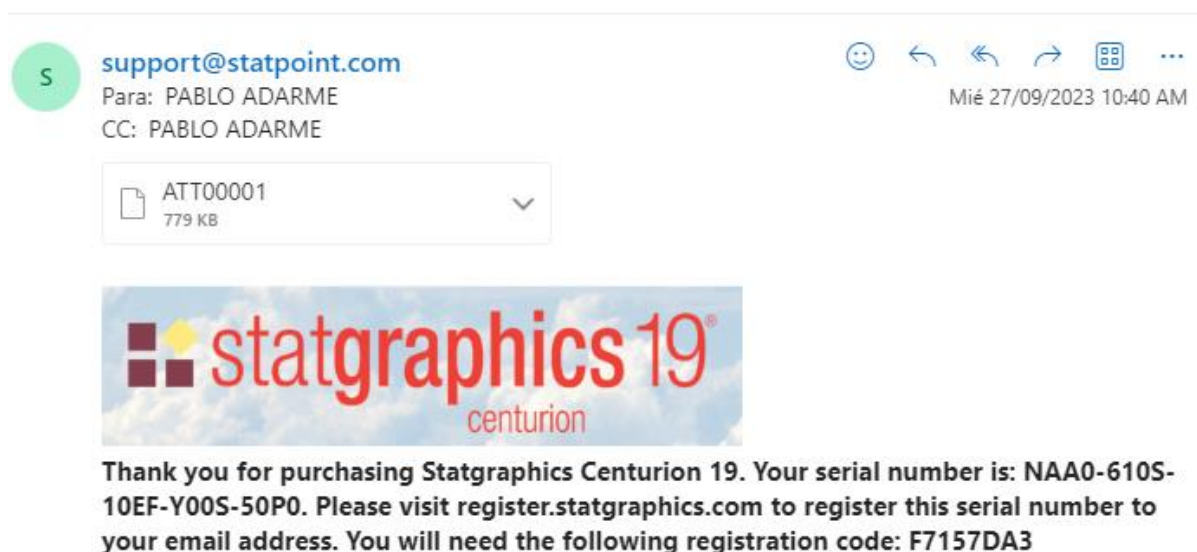 S
support@statpoint.com
Para: PABLO ADARME
Mié 27/09/2023 10:40 AM
CC: PABLO ADARME
ATT00001
779 KB
statgraphics 19®
centurion
Thank you for purchasing Statgraphics Centurion 19. Your serial number is: NAA0-610S-
10EF-Y00S-50P0. Please visit register.statgraphics.com to register this serial number to
your email address. You will need the following registration code: F7157DA3